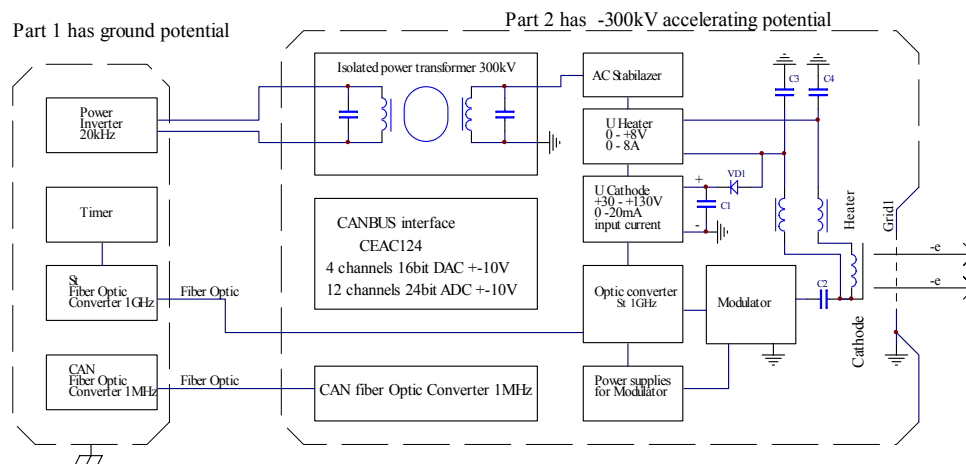 Part 1 has ground potential
Part 2 has -300kV accelerating potential
Power
Inverter
20kHz
Timer
St
Fiber Optic
Converter 1GHz
CAN
Fiber Optic
Converter 1MHz
Fiber Optic
Fiber Optic
Isolated power transformer 300kV
CANBUS interface
CEAC124
4 channels 16bit DAC +-10V
12 channels 24bit ADC +-10V
CAN fiber Optic Converter 1MHz
AC Stabilazer
U Heater
0 - +8V
0 - 8A
U Cathode
+30 - +130V
0 -20mA
input current
+
-
C1
VD1
Optic converter
St 1GHz
Power supplies
for Modulator
Modulator
C2
C3
C4
Heater
Grid1
Cathode
-e
-e